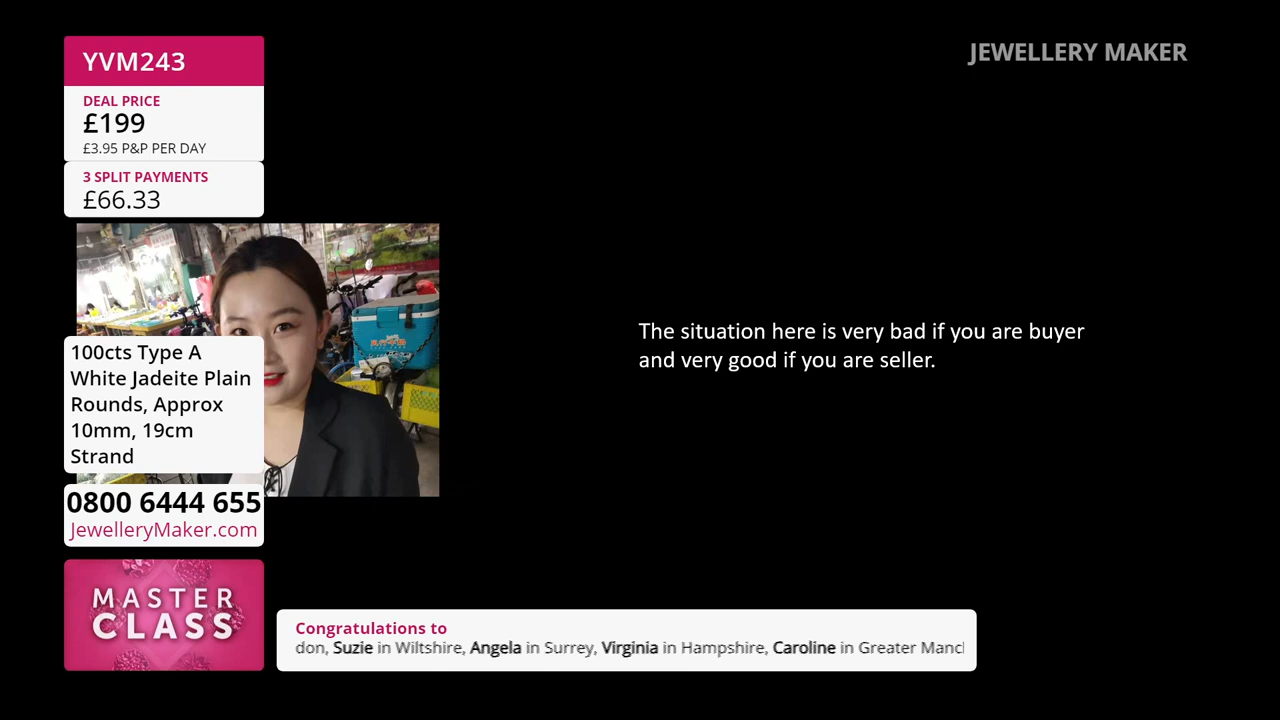 YVM243
DEAL PRICE
£199
£3.95 P&P PER DAY
3 SPLIT PAYMENTS
£66.33
JEWELLERY MAKER
The situation here is very bad if you are buyer
and very good if you are seller.
100cts Type A
White Jadeite Plain
Rounds, Approx
10mm, 19cm
Strand
0800 6444 655
JewelleryMaker.com
MASTER
CLASS
Congratulations to
don, Suzie in Wiltshire, Angela in Surrey, Virginia in Hampshire, Caroline in Greater Manc